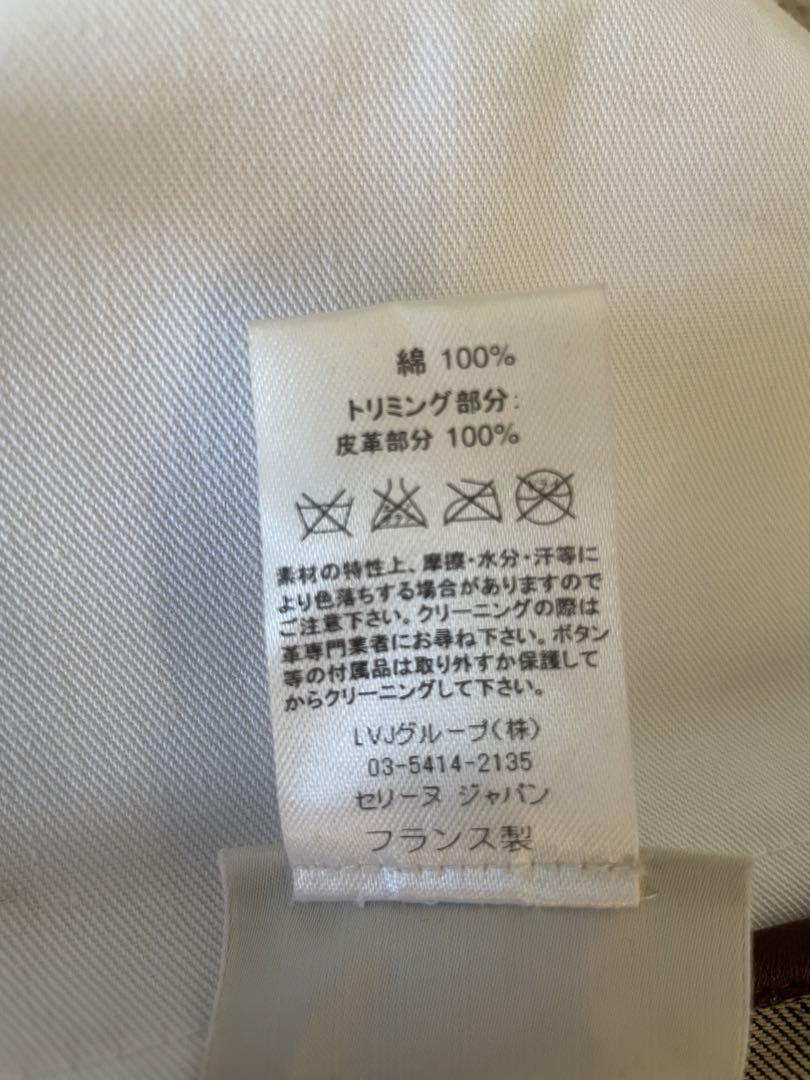 綿 100%
トリミング部分:
皮革部分 100%
素材の特性上、摩擦・水分・汗等に
より色落ちする場合がありますので
ご注意下さい。クリーニングの際は
革専門業者にお尋ね下さい。ボタン
等の付属品は取り外すか保護して
からクリーニングして下さい。
LVJグループ(株)
03-5414-2135
セリーヌ ジャパン
フランス製